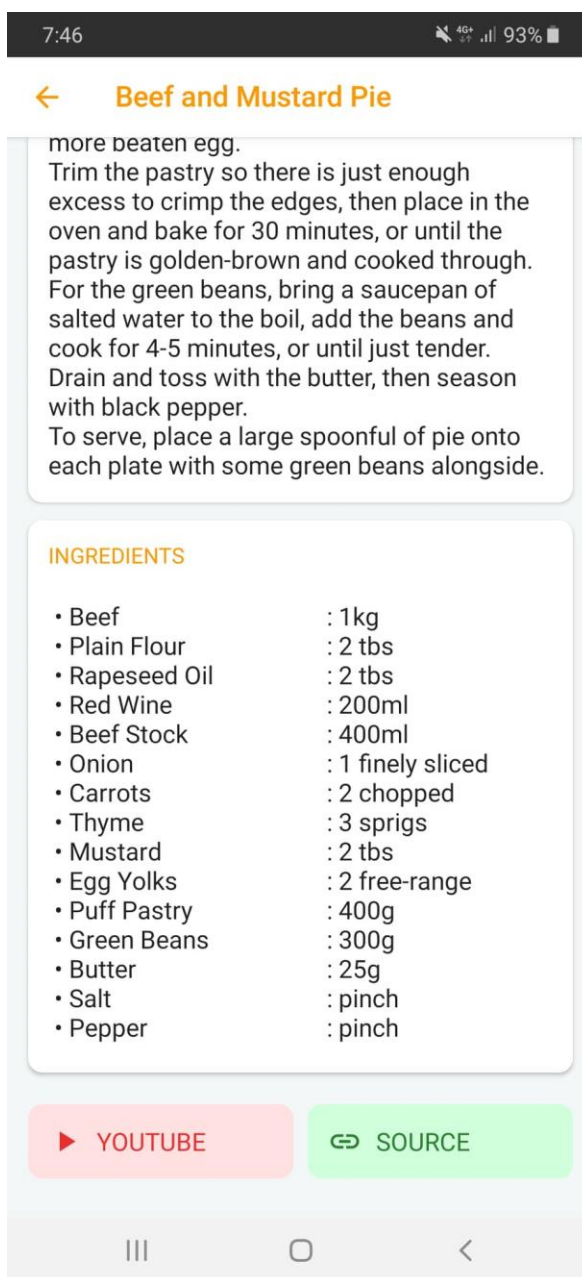 7:46 4G+ 93%
Beef and Mustard Pie
more beaten egg.
Trim the pastry so there is just enough
excess to crimp the edges, then place in the
oven and bake for 30 minutes, or until the
pastry is golden-brown and cooked through.
For the green beans, bring a saucepan of
salted water to the boil, add the beans and
cook for 4-5 minutes, or until just tender.
Drain and toss with the butter, then season
with black pepper.
To serve, place a large spoonful of pie onto
each plate with some green beans alongside.
INGREDIENTS
• Beef : 1kg
• Plain Flour : 2 tbs
• Rapeseed Oil : 2 tbs
• Red Wine : 200ml
• Beef Stock : 400ml
• Onion : 1 finely sliced
• Carrots : 2 chopped
• Thyme : 3 sprigs
• Mustard : 2 tbs
• Egg Yolks : 2 free-range
• Puff Pastry : 400g
• Green Beans : 300g
• Butter : 25g
• Salt : pinch
• Pepper : pinch
YOUTUBE SOURCE